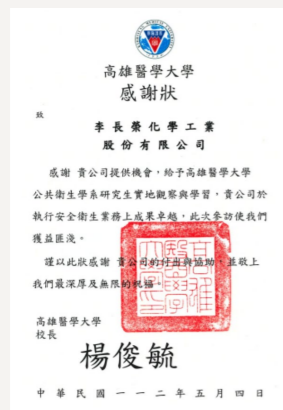 高雄醫學大學
感謝狀
致
李長榮化學工業
股份有限公司
感謝 貴公司提供機會，給予高雄醫學大學
公共衛生學系研究生實地觀察與學習，貴公司於
執行安全衛生業務上成果卓越，此次參訪使我們
獲益匪淺。
謹以此狀感謝 貴公司的付出與協助，並敬上
我們最深厚及無限的祝福。
高雄醫學大學
校長
楊俊毓
中華民國一一二年五月四日